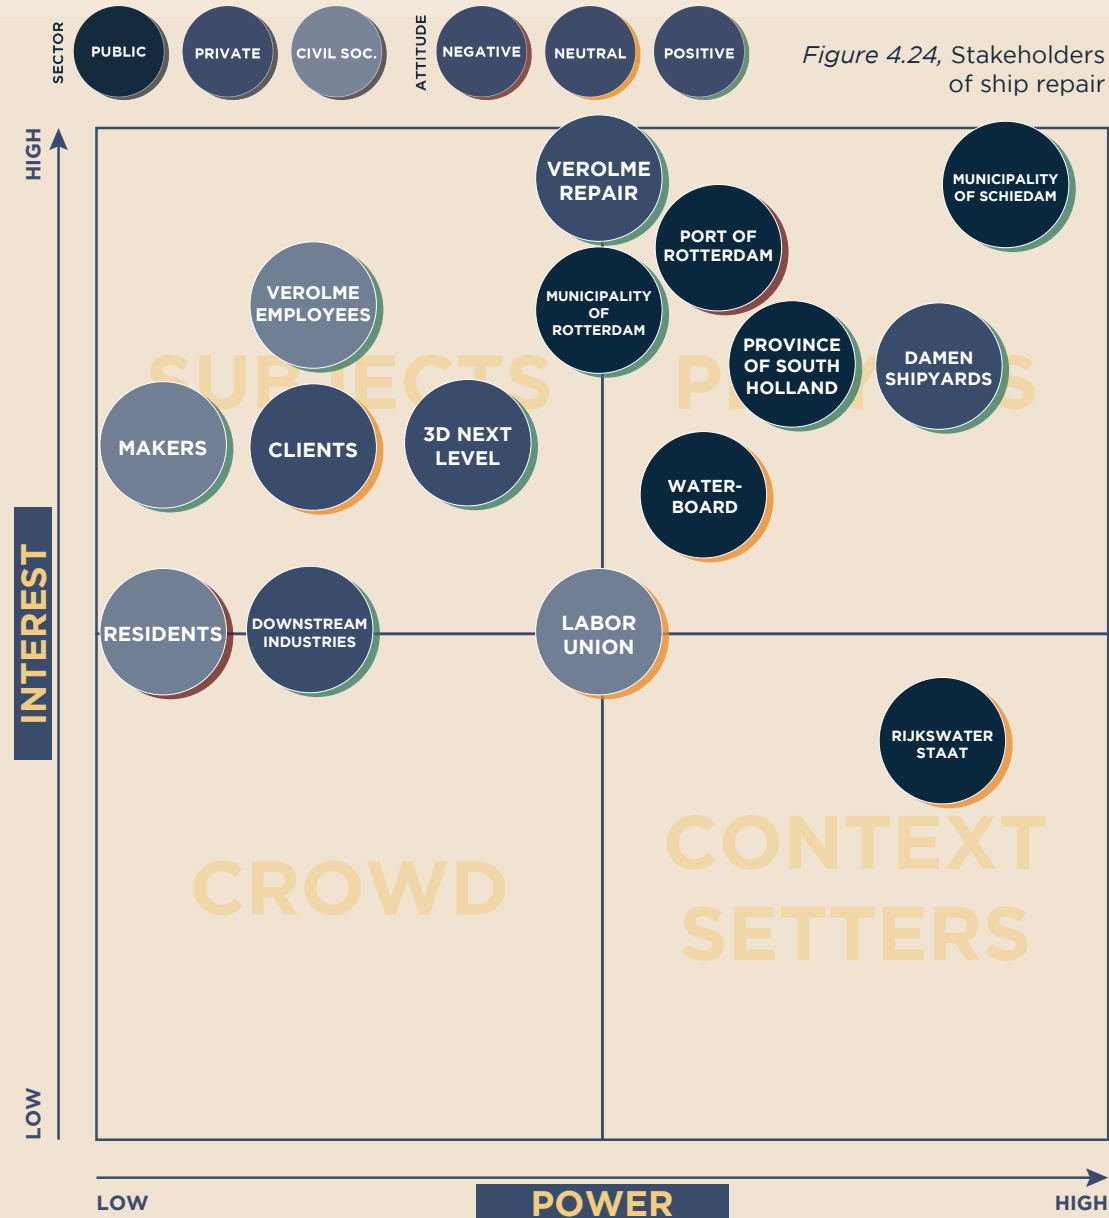 SECTOR
PUBLIC
PRIVATE
CIVIL SOC.
ATTITUDE
NEGATIVE
NEUTRAL
POSITIVE
Figure 4.24, Stakeholders
of ship repair
HIGH
VEROLME
REPAIR
MUNICIPALITY
OF SCHIEDAM
PORT OF
ROTTERDAM
VEROLME
EMPLOYEES
MUNICIPALITY
OF
ROTTERDAM
PROVINCE
OF SOUTH
HOLLAND
DAMEN
SHIPYARDS
SUBJECTS
MAKERS
CLIENTS
3D NEXT
LEVEL
WATER-
BOARD
INTEREST
RESIDENTS
DOWNSTREAM
INDUSTRIES
LABOR
UNION
RIJKSWATER
STAAT
CROWD
CONTEXT
SETTERS
LOW
LOW
POWER
HIGH